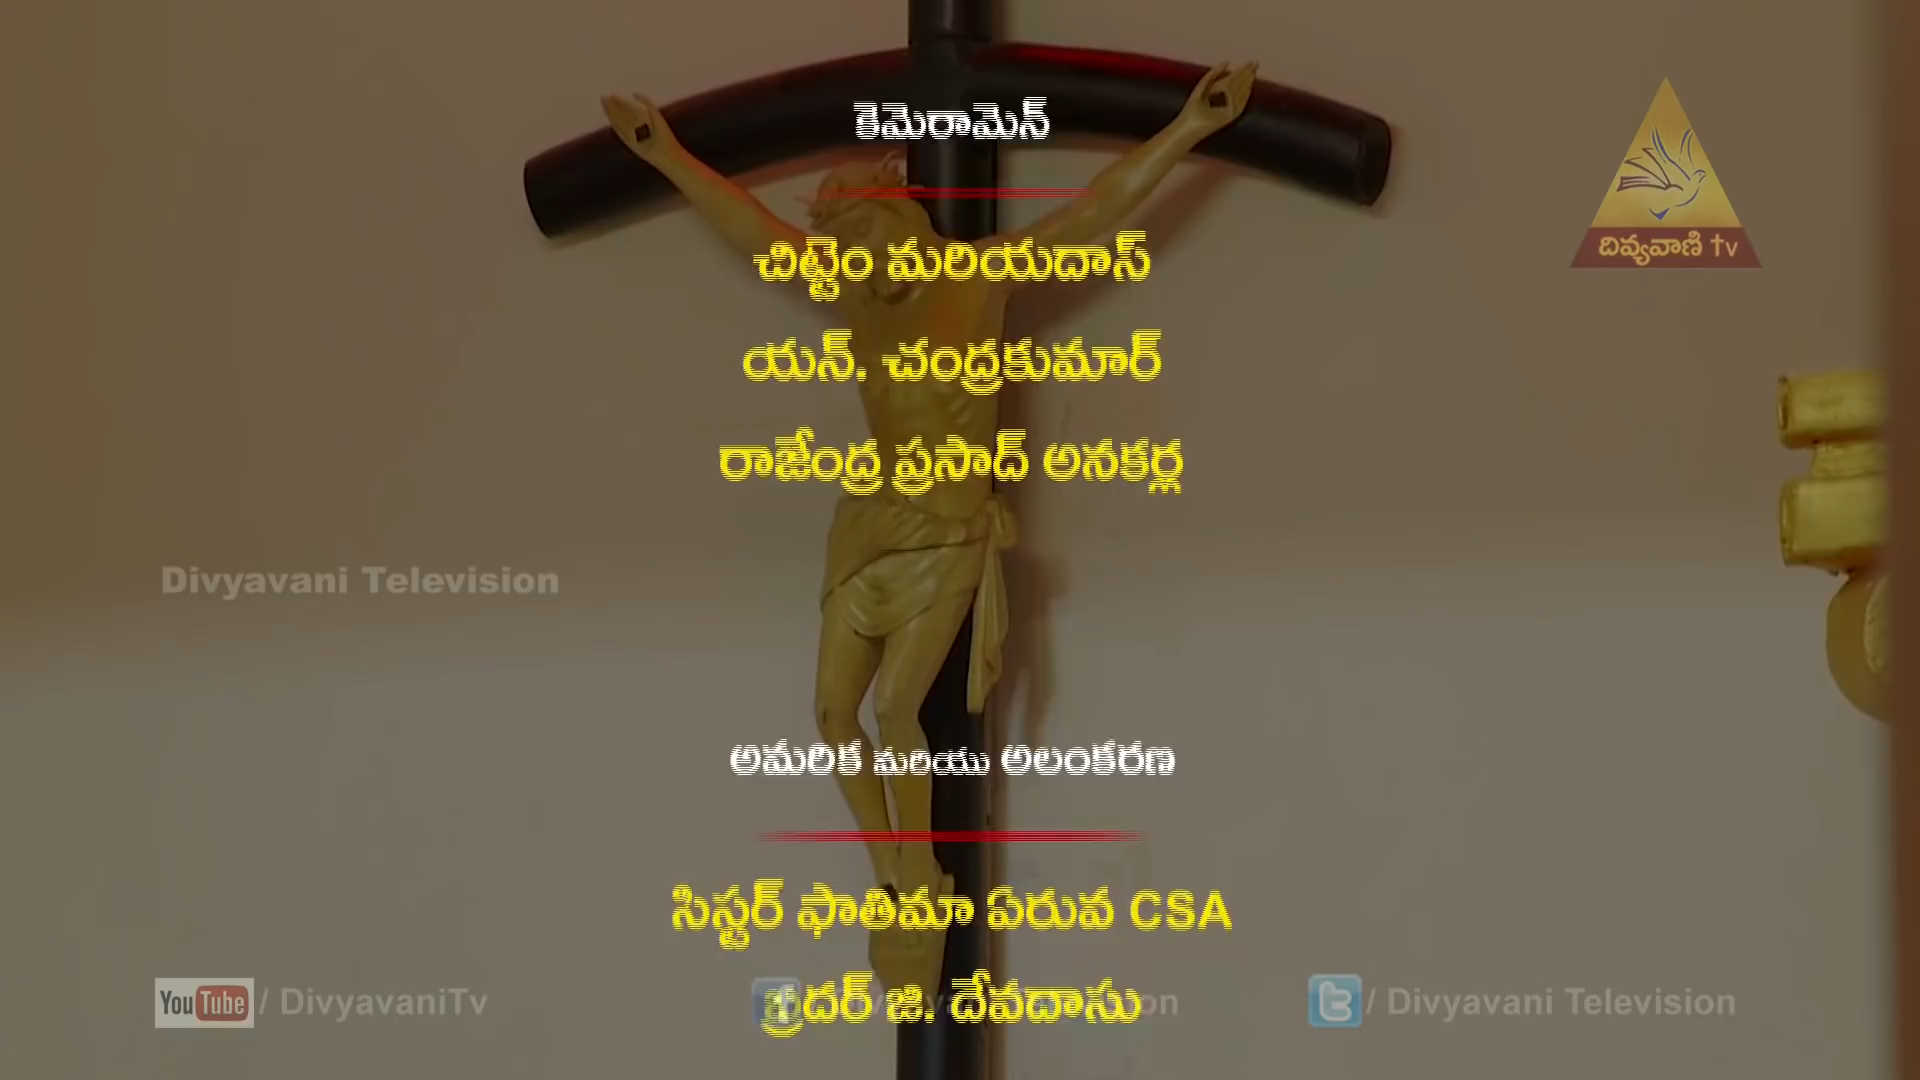 కెమెరామెన్
దివ్యవాణి tv
చిట్టెం మరియదాస్
యన్. చంద్రకుమార్
రాజేంద్ర ప్రసాద్ అనకర్ల
Divyavani Television
అమరిక మరియు అలంకరణ
సిస్టర్ ఫాతిమా ఏరువ CSA
బ్రదర్ జి. దేవదాసు
YouTube / DivyavaniTv
/ Divyavani Television